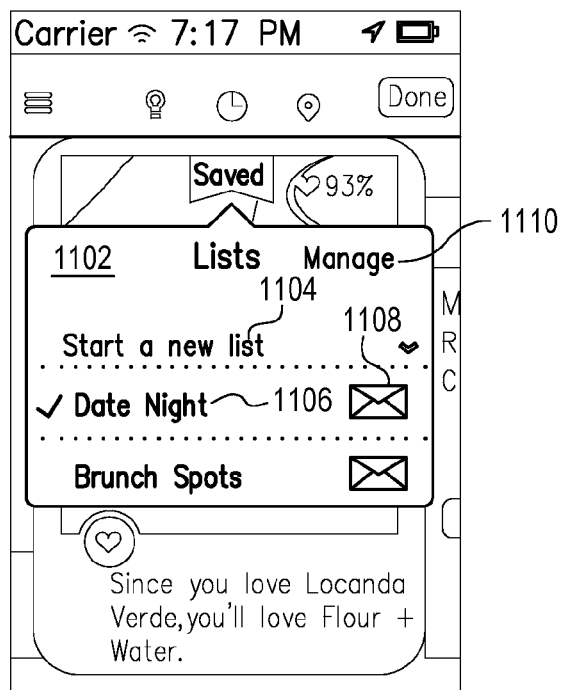 Carrier 7:17 PM
Done
Saved
93%
1110
1102 Lists Manage
1104
M
Start a new list
1108
R
C
Date Night 1106
Brunch Spots
Since you love Locanda
Verde,you'll love Flour +
Water.